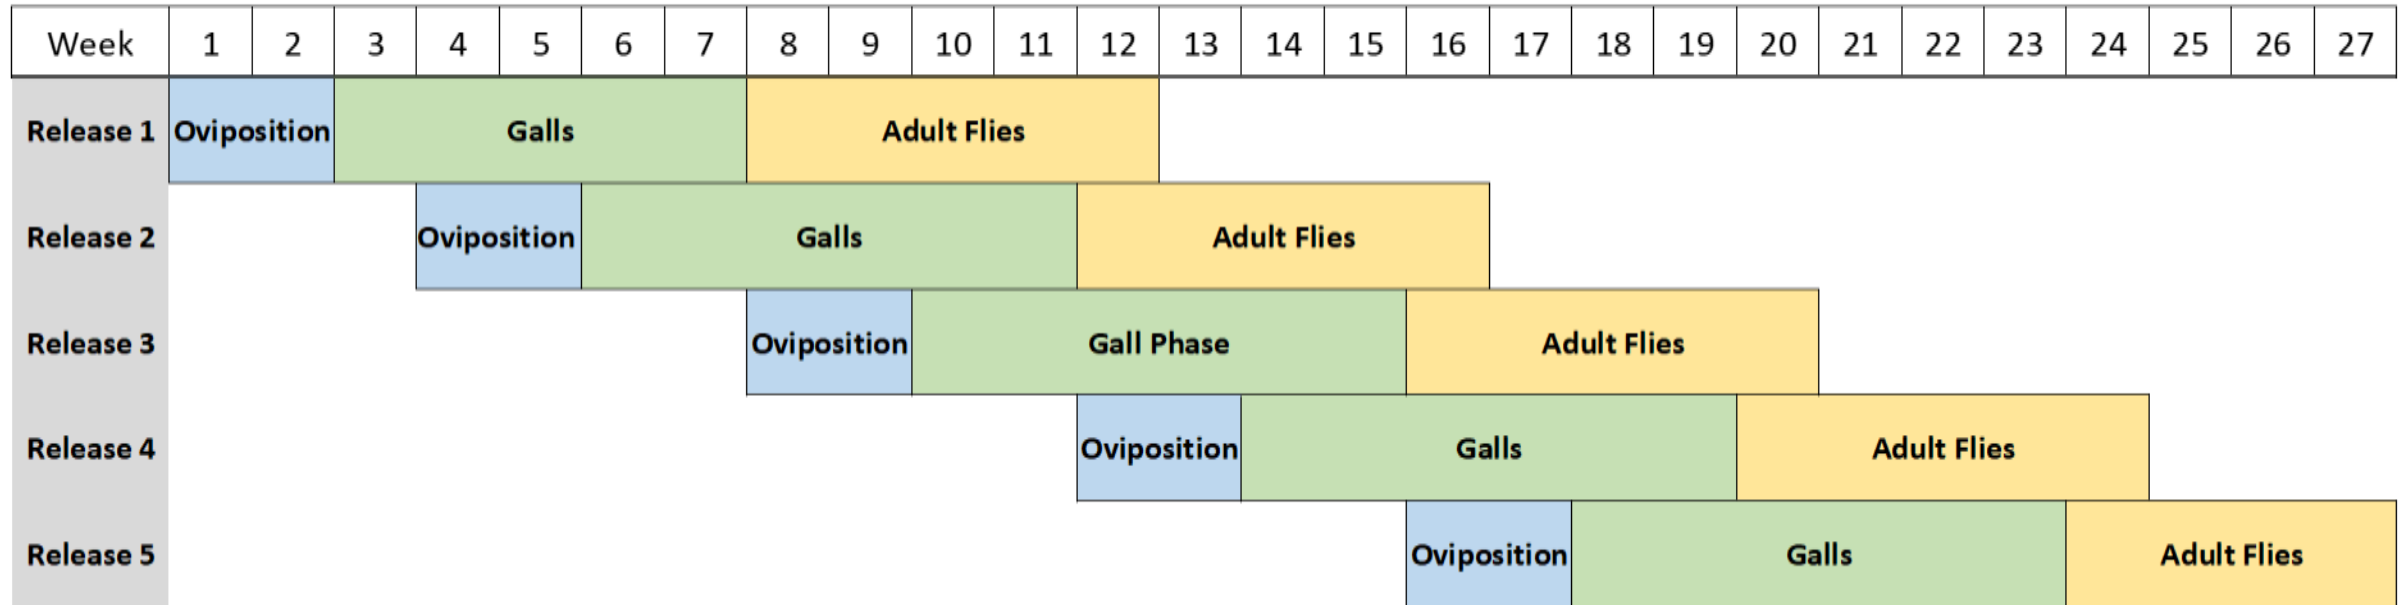 Week 1 2 3 4 5 6 7 8 9 10 11 12 13 14 15 16 17 18 19 20 21 22 23 24 25 26 27
Release 1 Oviposition Galls Adult Flies
Release 2 Oviposition Galls Adult Flies
Release 3 Oviposition Gall Phase Adult Flies
Release 4 Oviposition Galls Adult Flies
Release 5 Oviposition Galls Adult Flies